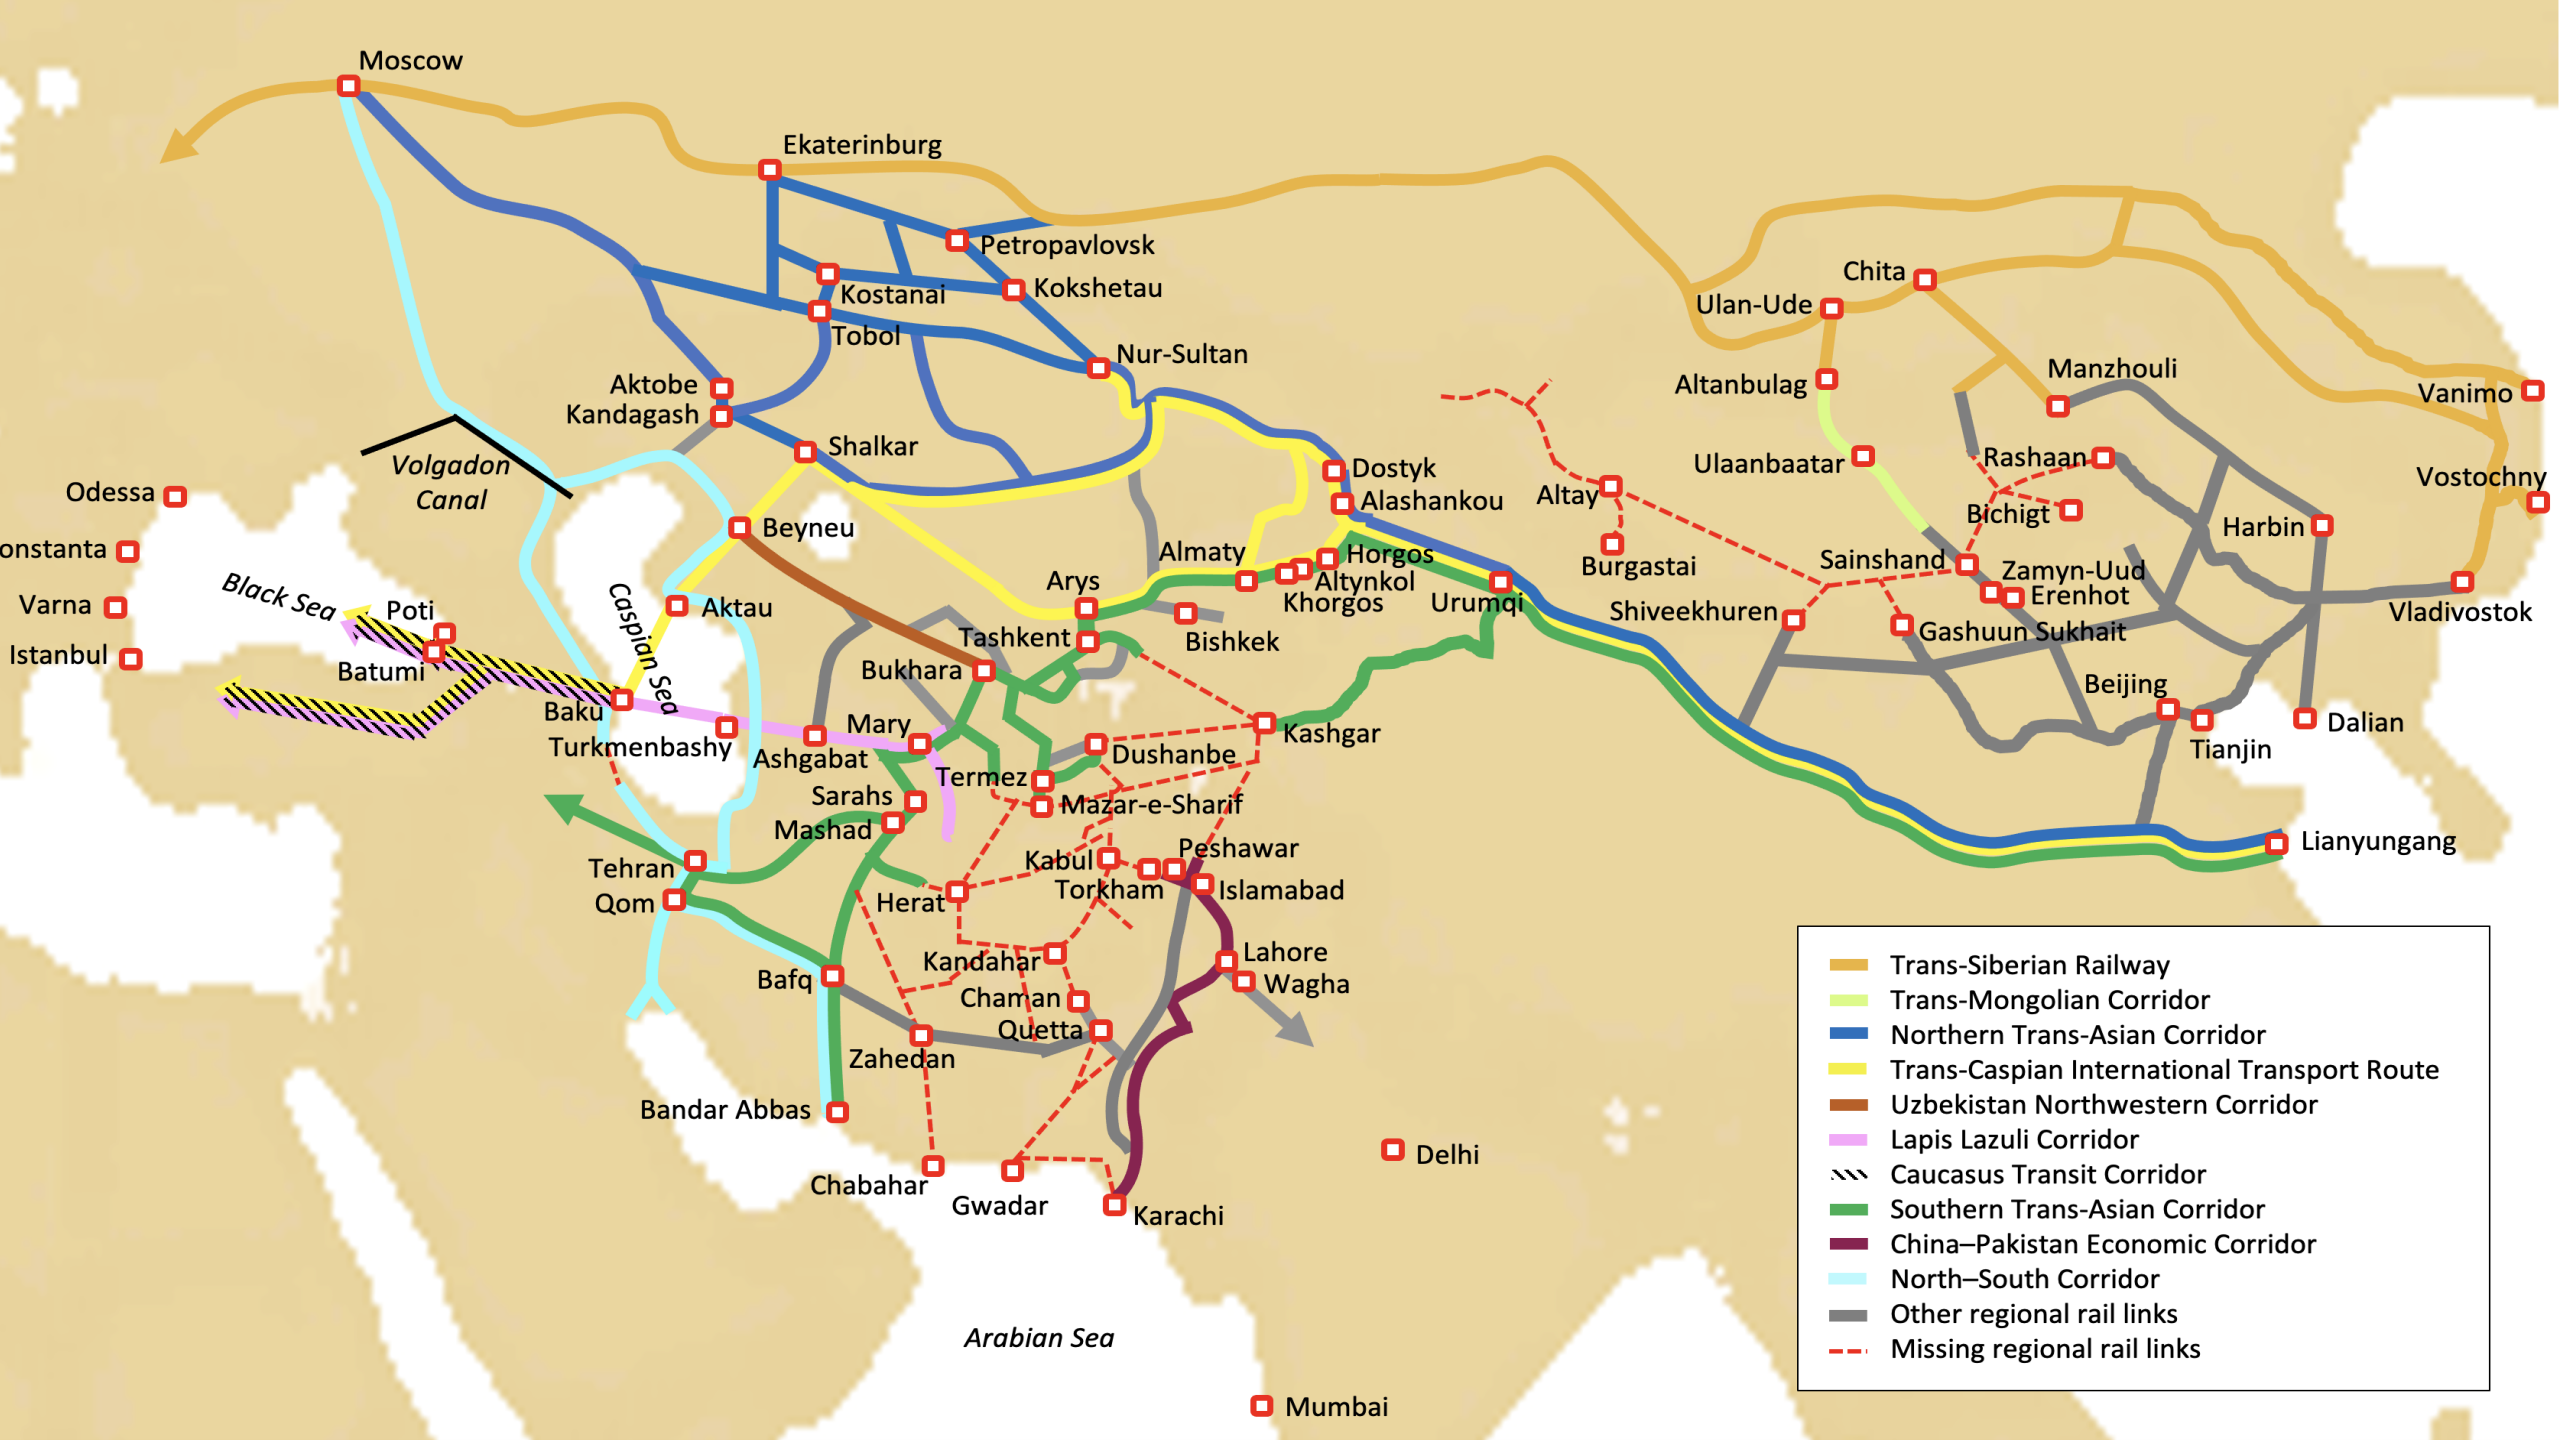 Moscow
Ekaterinburg
Petropavlovsk
Kostanai
Kokshetau
Tobol
Nur-Sultan
Aktobe
Kandagash
Shalkar
Volgadon
Canal
Odessa
onstanta
Varna
Istanbul
Black Sea
Poti
Batumi
Caspian Sea
Beyneu
Aktau
Baku
Turkmenbashy
Ashgabat
Mary
Bukhara
Tashkent
Arys
Almaty
Bishkek
Dostyk
Alashankou
Horgos
Altynkol
Khorgos
Urumqi
Kashgar
Dushanbe
Termez
Mazar-e-Sharif
Sarahs
Mashad
Tehran
Qom
Herat
Kabul
Torkham
Peshawar
Islamabad
Lahore
Wagha
Kandahar
Chaman
Quetta
Bafq
Zahedan
Bandar Abbas
Chabahar
Gwadar
Karachi
Delhi
Mumbai
Arabian Sea
Chita
Ulan-Ude
Altanbulag
Ulaanbaatar
Manzhouli
Vanimo
Vostochny
Rashaan
Bichigt
Harbin
Altay
Burgastai
Sainshand
Zamyn-Uud
Erenhot
Shiveekhuren
Gashuun Sukhait
Vladivostok
Beijing
Tianjin
Dalian
Lianyungang
Trans-Siberian Railway
Trans-Mongolian Corridor
Northern Trans-Asian Corridor
Trans-Caspian International Transport Route
Uzbekistan Northwestern Corridor
Lapis Lazuli Corridor
Caucasus Transit Corridor
Southern Trans-Asian Corridor
China–Pakistan Economic Corridor
North–South Corridor
Other regional rail links
Missing regional rail links